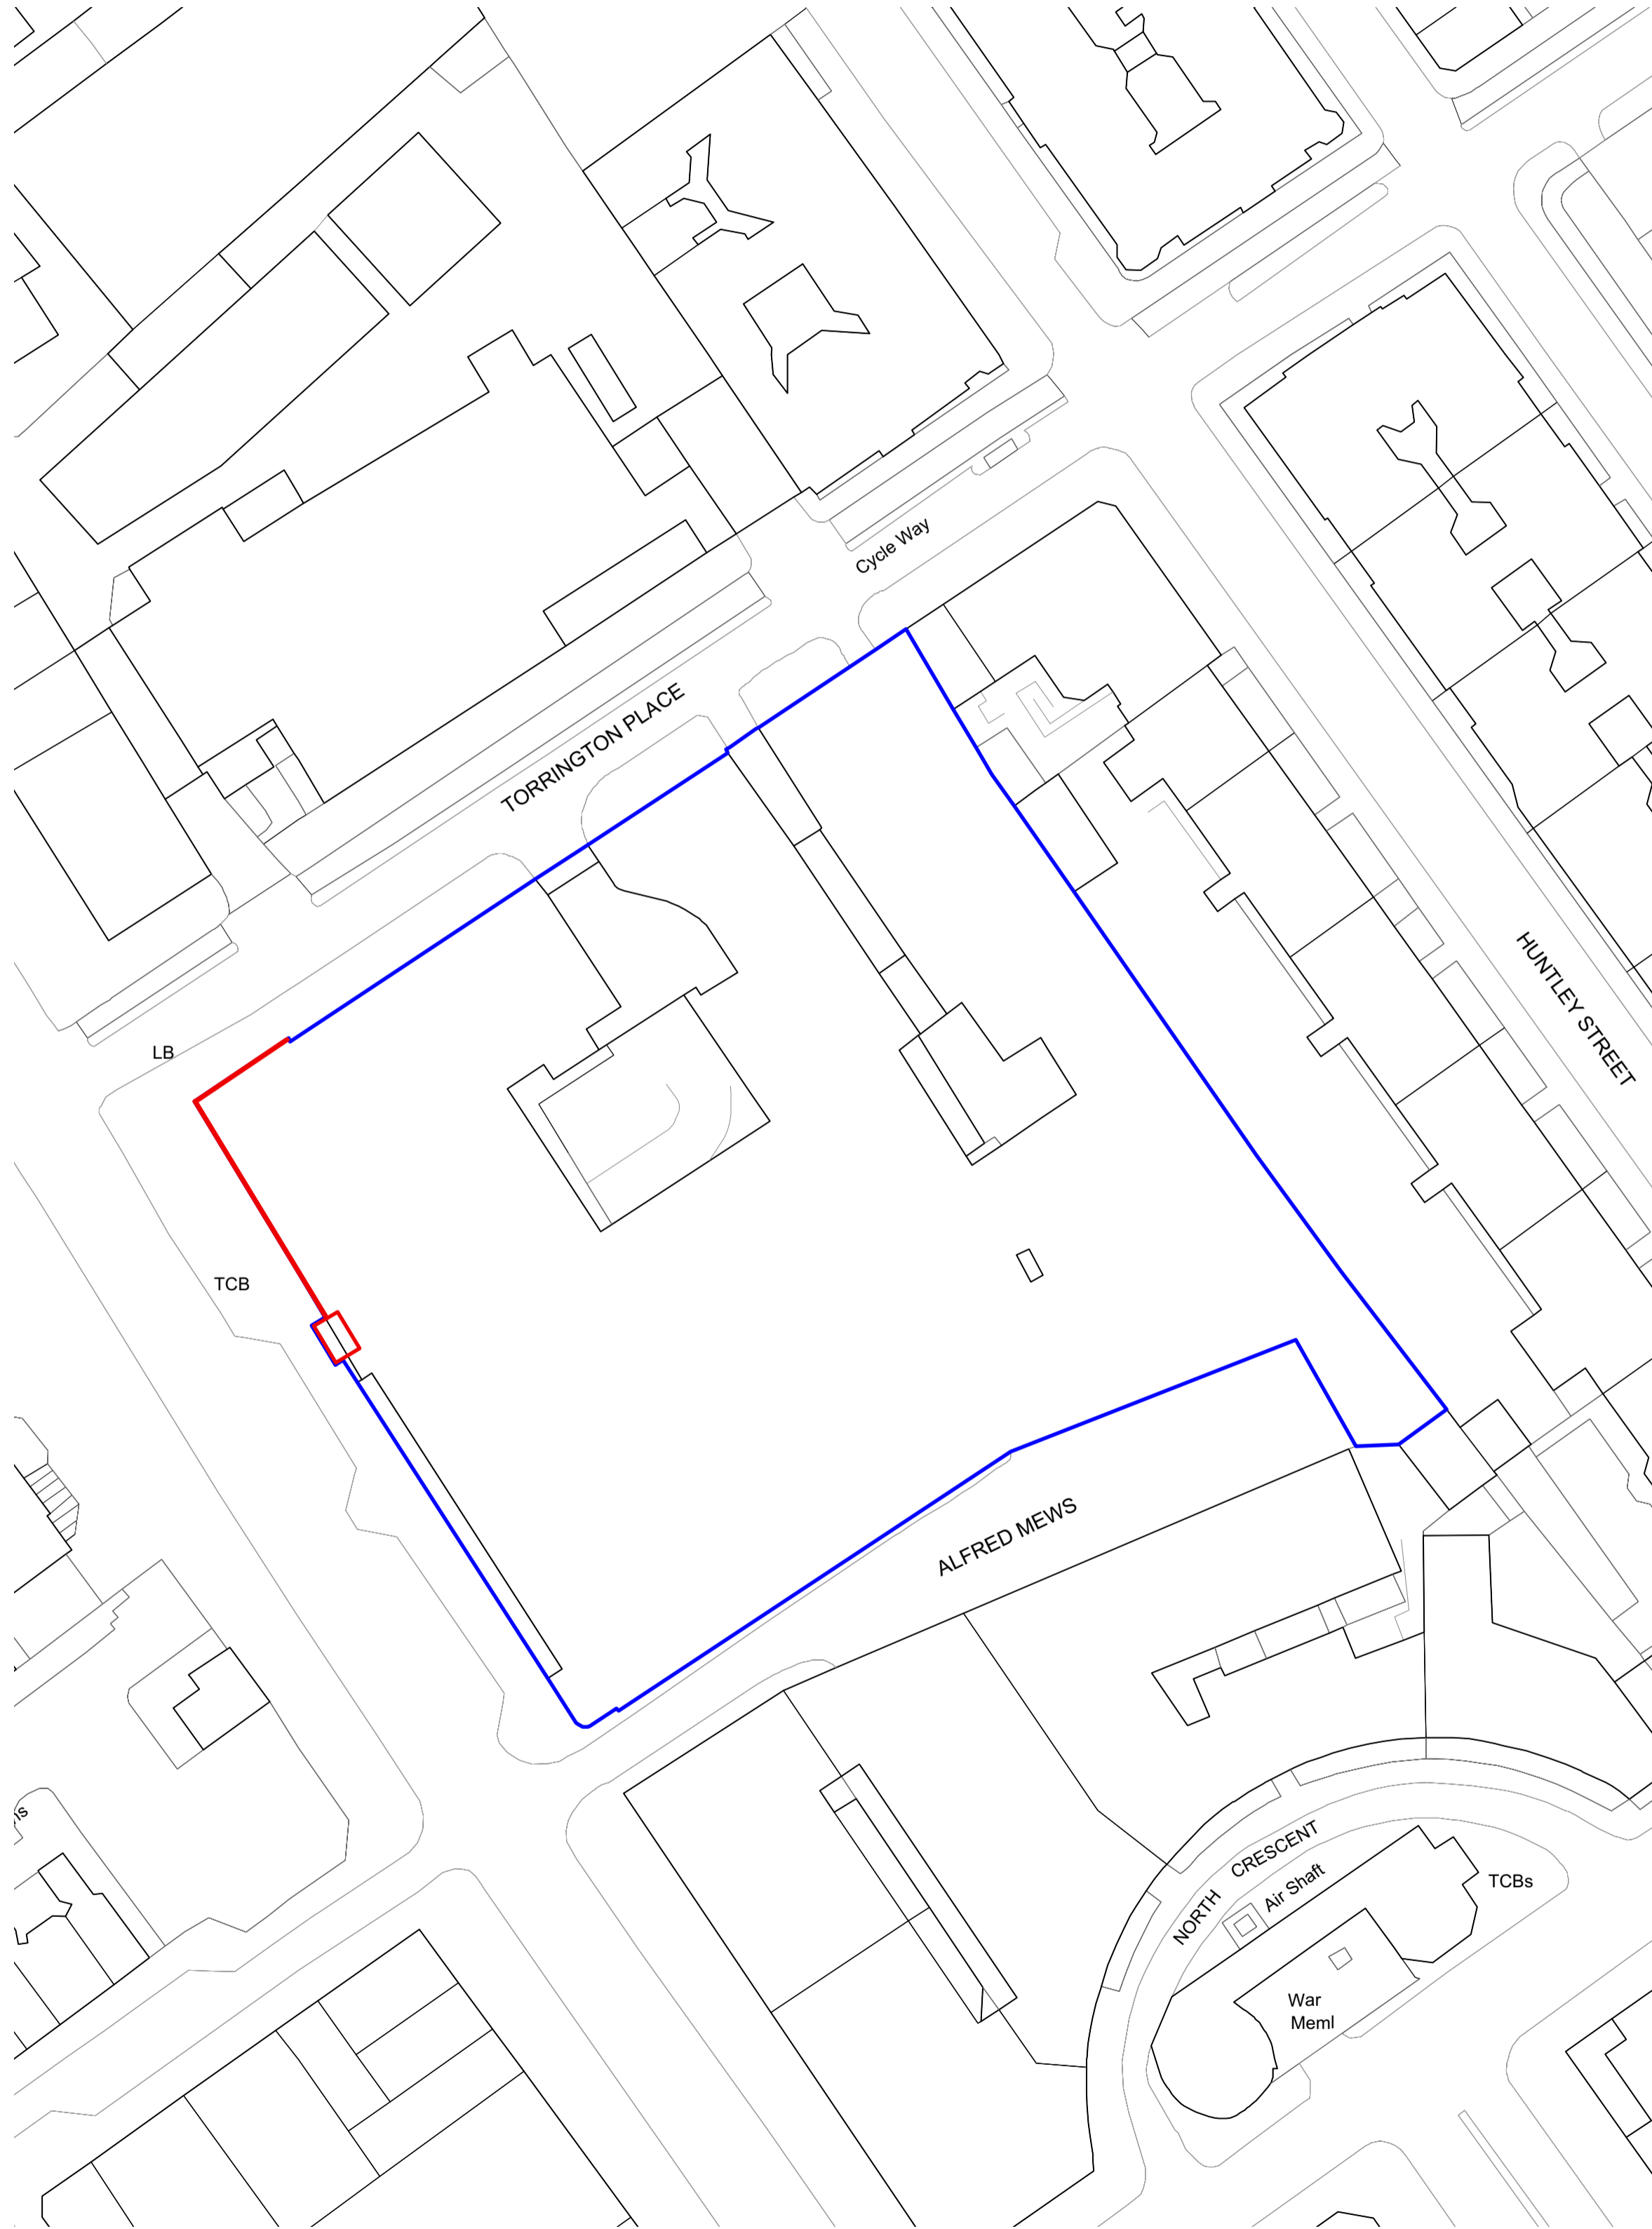 Cycle Way
TORRINGTON PLACE
HUNTLEY STREET
LB
TCB
ALFRED MEWS
NORTH CRESCENT
Air Shaft
TCBs
War
Meml